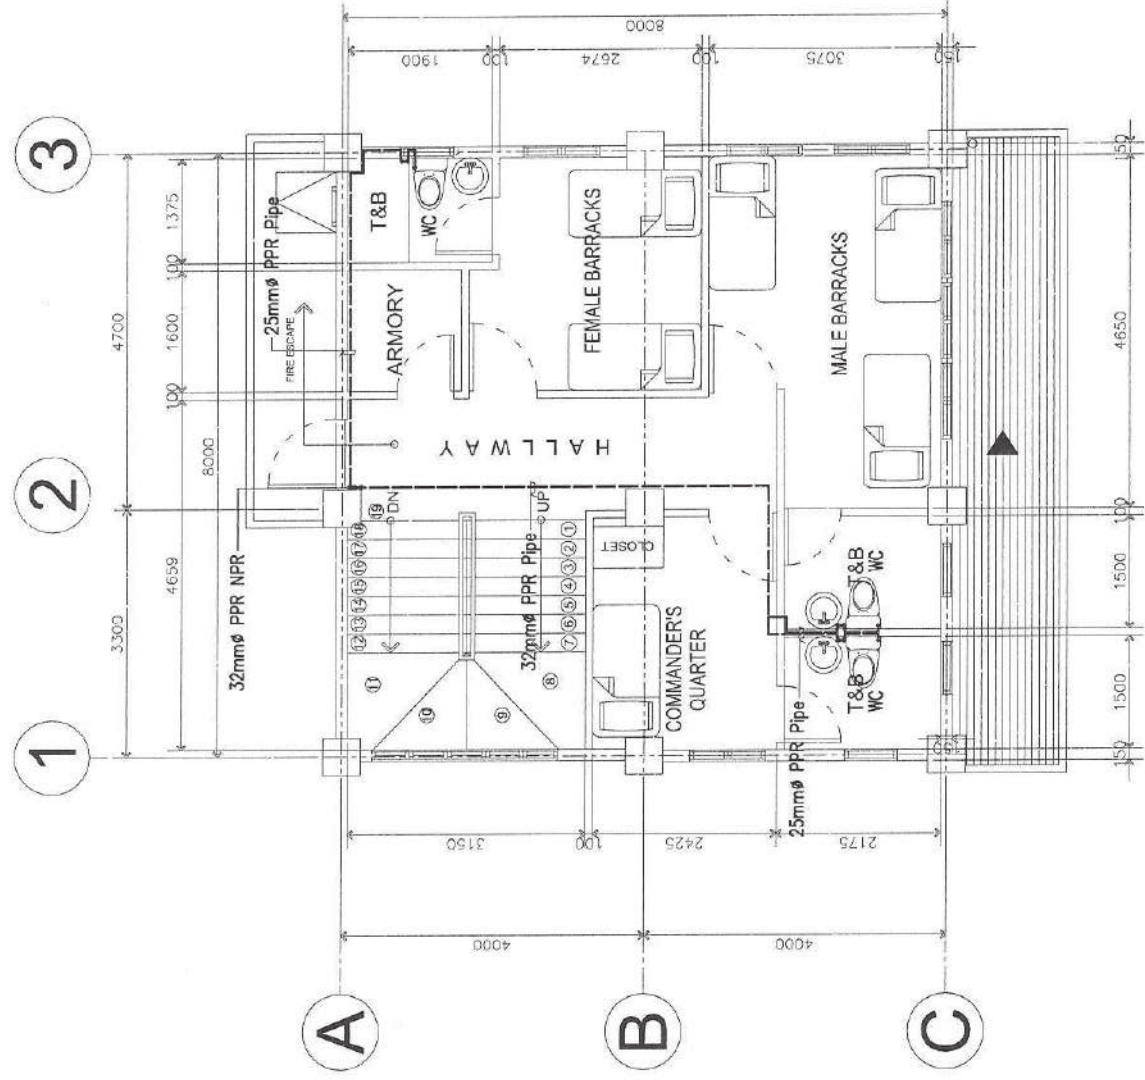 3
2
1
A
B
C
8000
1900
100
2674
100
3075
150
4700
3300
8000
1375
100
1600
100
4659
25mmø PPR Pipe
FIRE ESCAPE
32mmø PPR NPR
T&B
WC
ARMORY
FEMALE BARRACKS
MALE BARRACKS
HALLWAY
DN
UP
19
18
17
16
15
14
13
12
11
10
9
8
7
6
5
4
3
2
1
32mmø PPR Pipe
CLOSET
COMMANDER'S
QUARTER
T&B
WC
T&B
WC
25mmø PPR Pipe
3150
100
2425
2175
4000
4000
150
4650
100
1500
1500
150